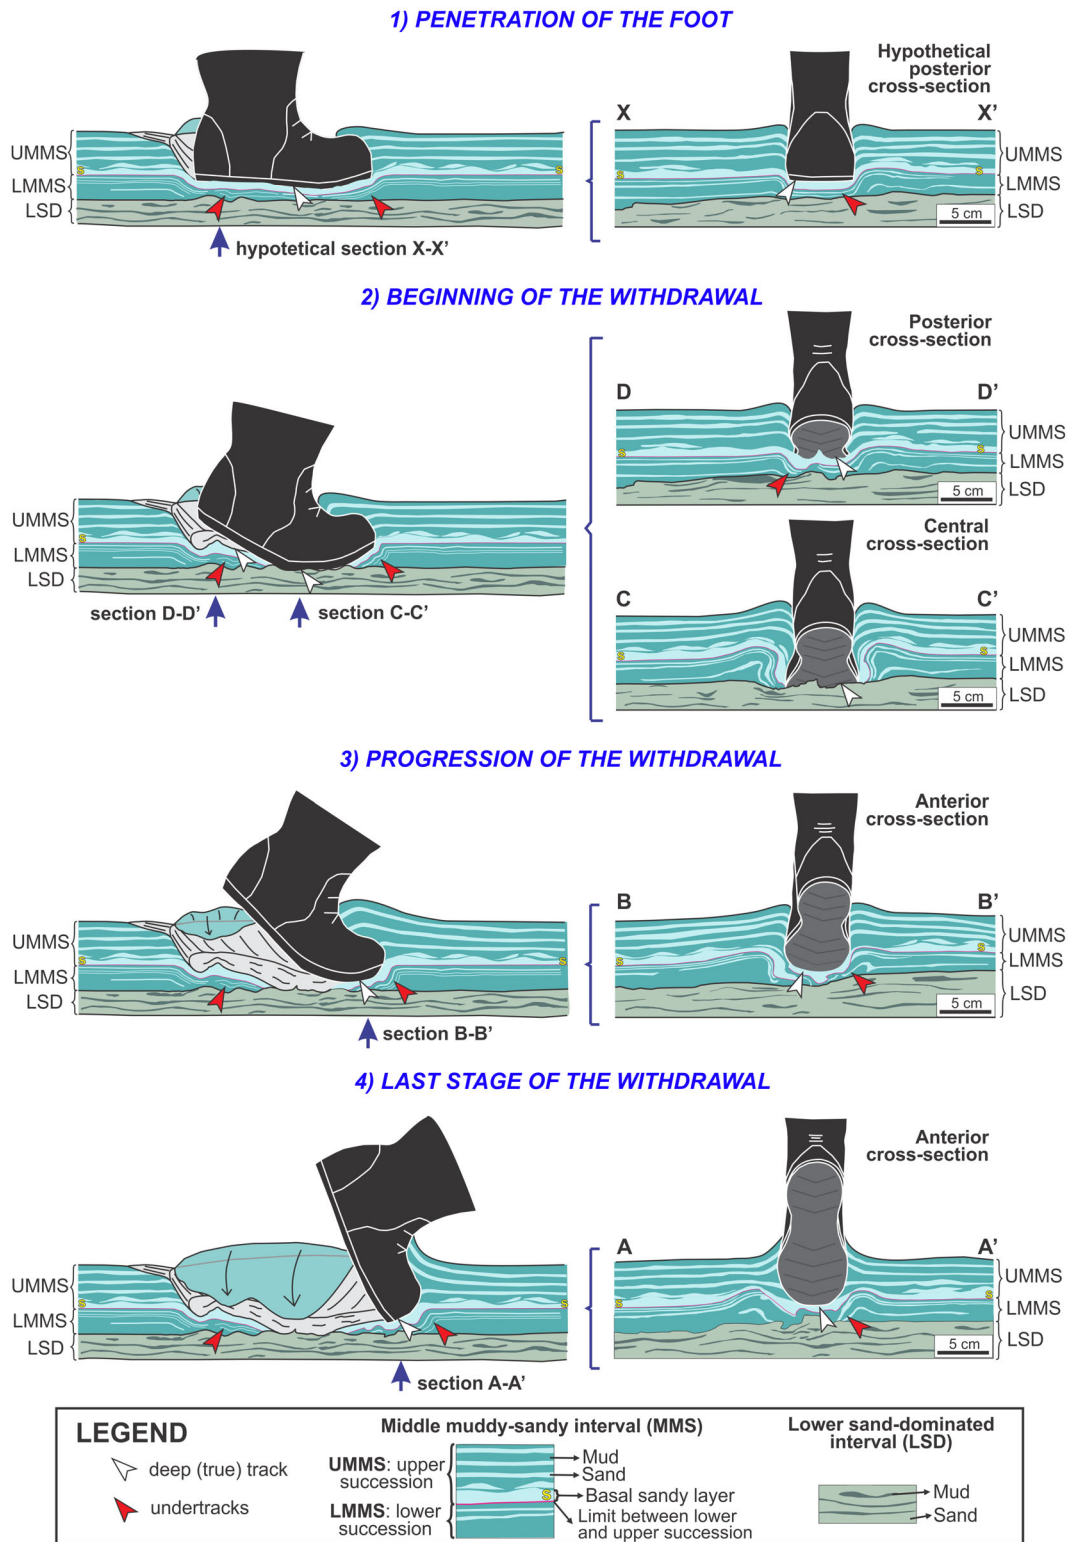 1) PENETRATION OF THE FOOT
Hypothetical
posterior
cross-section
X
X’
UMMS
LMMS
LSD
S
S
S
S
UMMS
LMMS
LSD
5 cm
hypotetical section X-X’
2) BEGINNING OF THE WITHDRAWAL
Posterior
cross-section
D
D’
S
S
UMMS
LMMS
LSD
5 cm
UMMS
LMMS
LSD
S
section D-D’
section C-C’
Central
cross-section
C
C’
S
S
UMMS
LMMS
LSD
5 cm
3) PROGRESSION OF THE WITHDRAWAL
Anterior
cross-section
B
B’
UMMS
LMMS
LSD
S
S
S
S
UMMS
LMMS
LSD
5 cm
section B-B’
4) LAST STAGE OF THE WITHDRAWAL
Anterior
cross-section
A
A’
UMMS
LMMS
LSD
S
S
S
S
UMMS
LMMS
LSD
5 cm
section A-A’
LEGEND
deep (true) track
undertracks
Middle muddy-sandy interval (MMS)
UMMS: upper
succession
LMMS: lower
succession
Mud
Sand
S
Basal sandy layer
Limit between lower
and upper succession
Lower sand-dominated
interval (LSD)
Mud
Sand